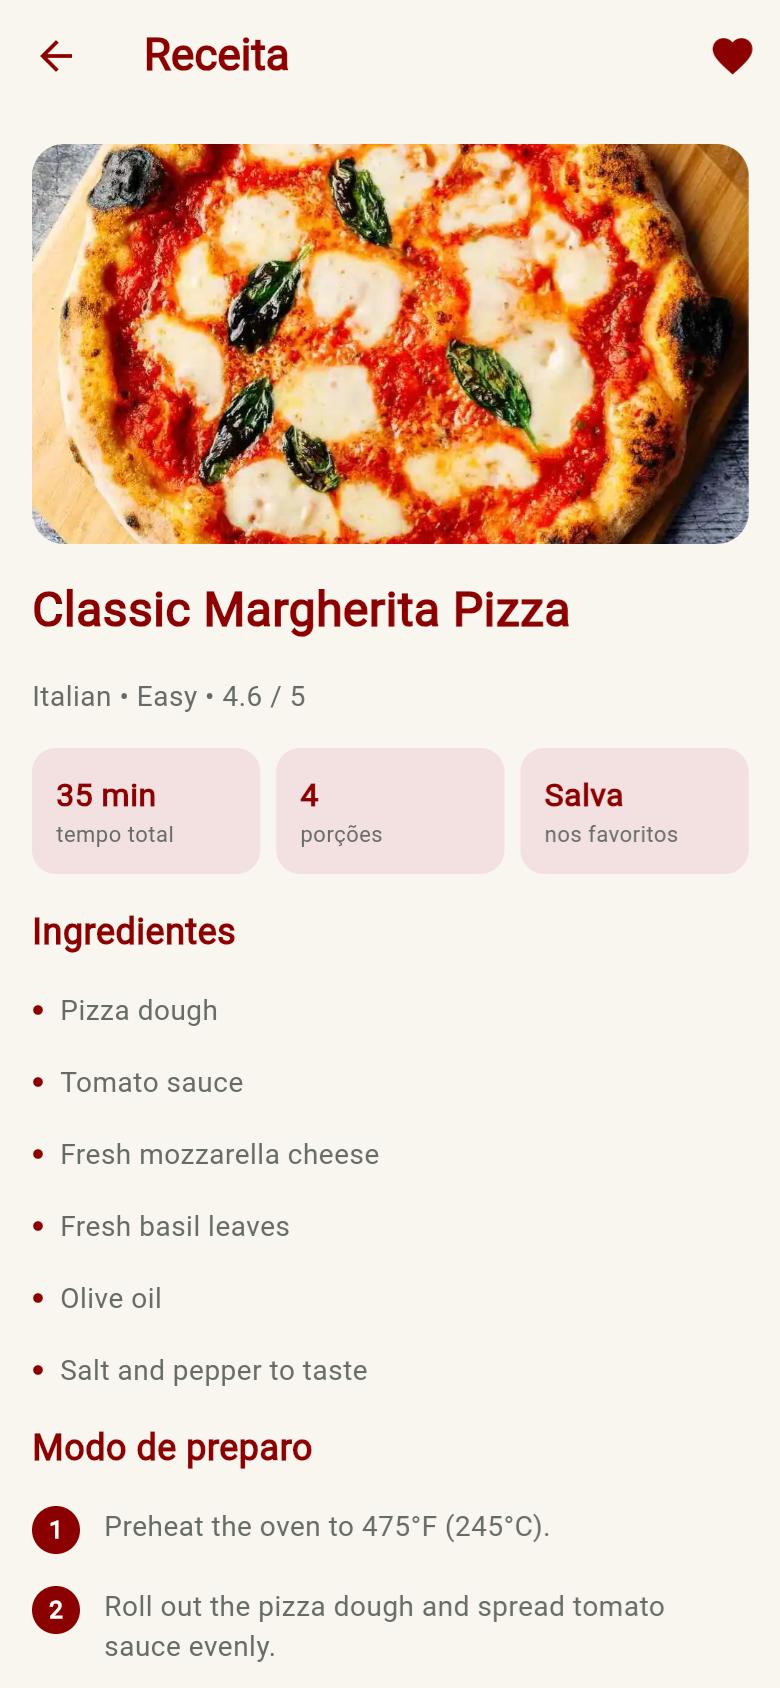 Receita
Classic Margherita Pizza
Italian • Easy • 4.6 / 5
35 min
tempo total
4
porções
Salva
nos favoritos
Ingredientes
• Pizza dough
• Tomato sauce
• Fresh mozzarella cheese
• Fresh basil leaves
• Olive oil
• Salt and pepper to taste
Modo de preparo
1 Preheat the oven to 475°F (245°C).
2 Roll out the pizza dough and spread tomato
sauce evenly.